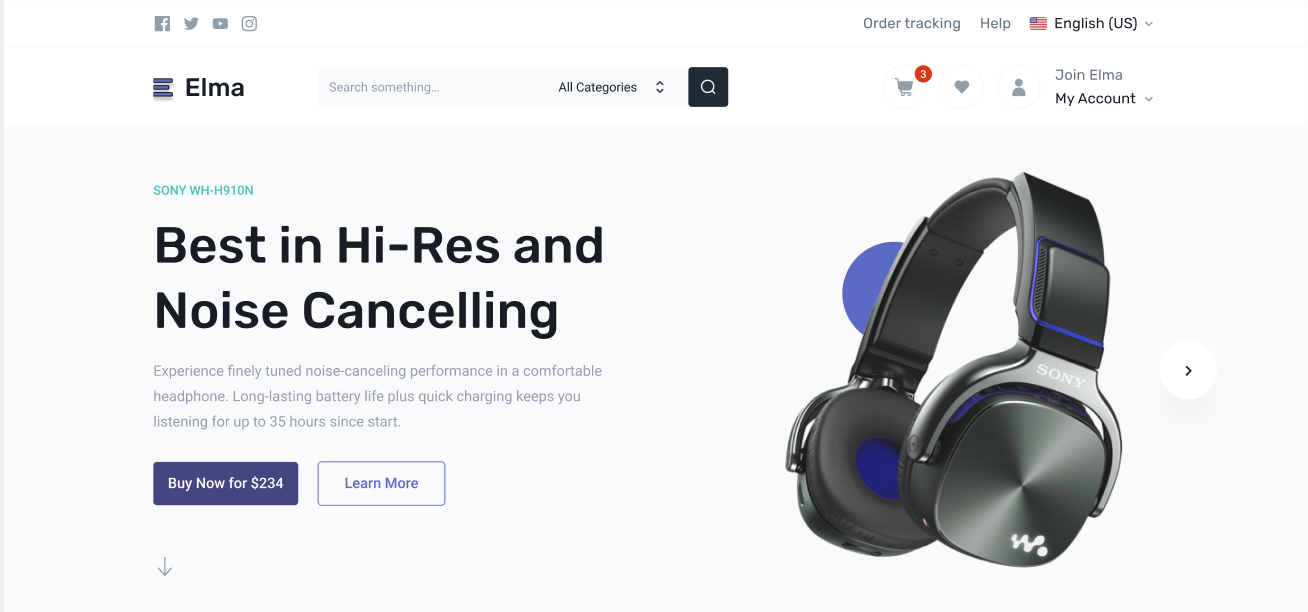 Order tracking Help English (US)
Elma
Search something...
All Categories
3
Join Elma
My Account
SONY WH-H910N
Best in Hi-Res and
Noise Cancelling
Experience finely tuned noise-canceling performance in a comfortable
headphone. Long-lasting battery life plus quick charging keeps you
listening for up to 35 hours since start.
Buy Now for $234
Learn More
SONY